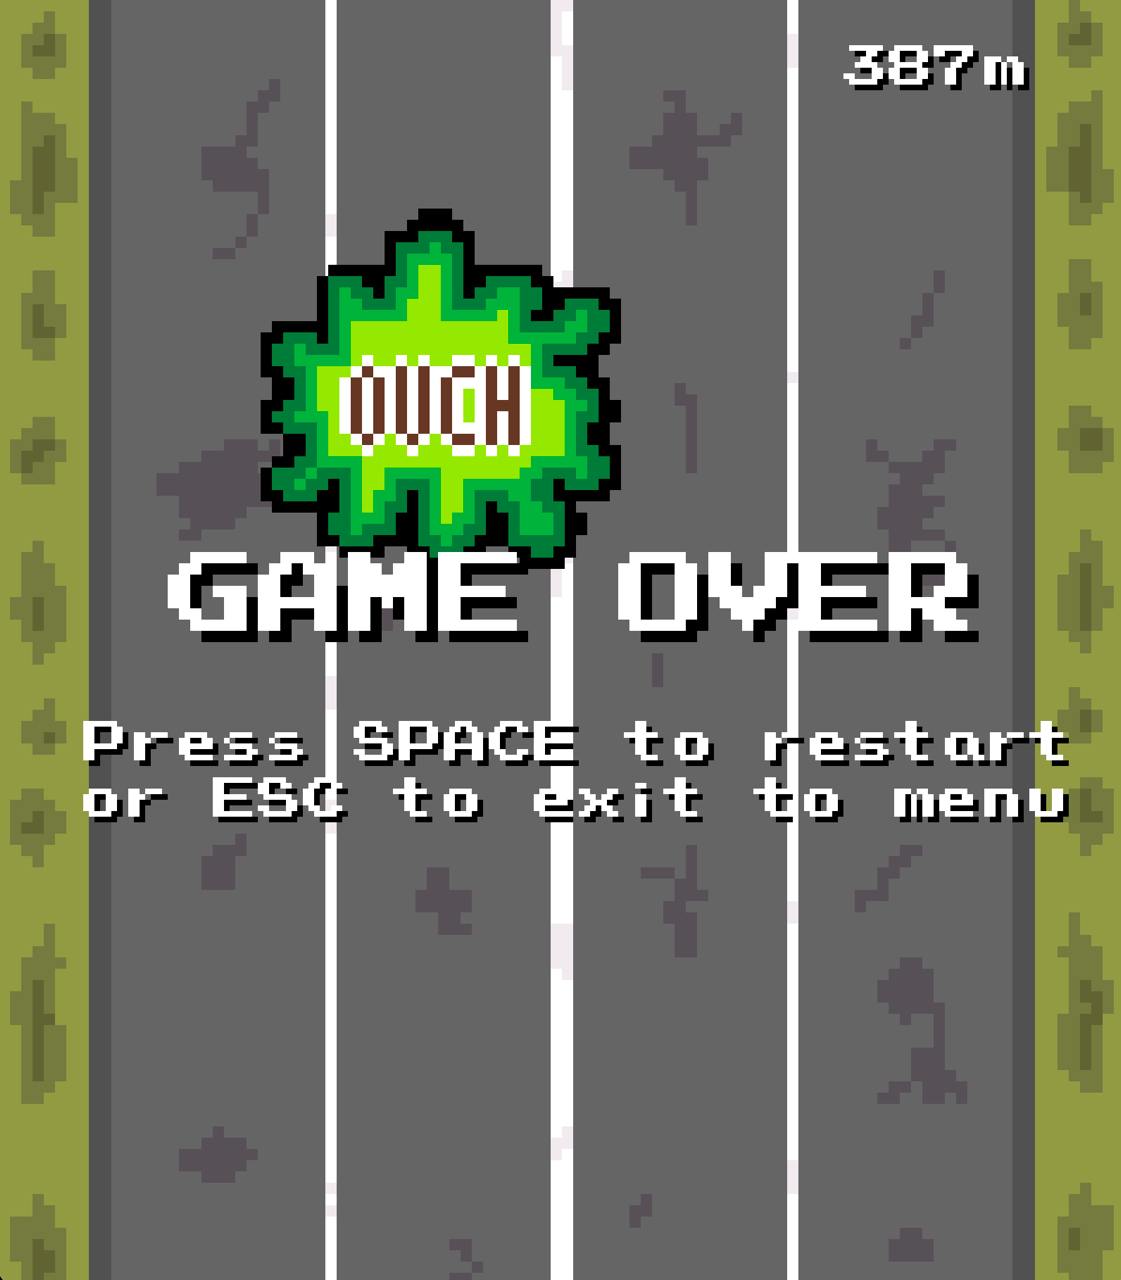 387m
OUCH
GAME OVER
Press SPACE to restart
or ESC to exit to menu